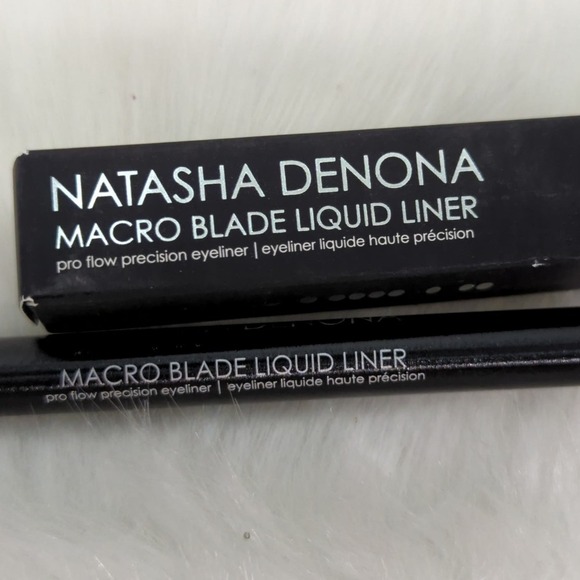 NATASHA DENONA
MACRO BLADE LIQUID LINER
pro flow precision eyeliner | eyeliner liquide haute précision
DENONA
MACRO BLADE LIQUID LINER
pro flow precision eyeliner | eyeliner liquide haute précision